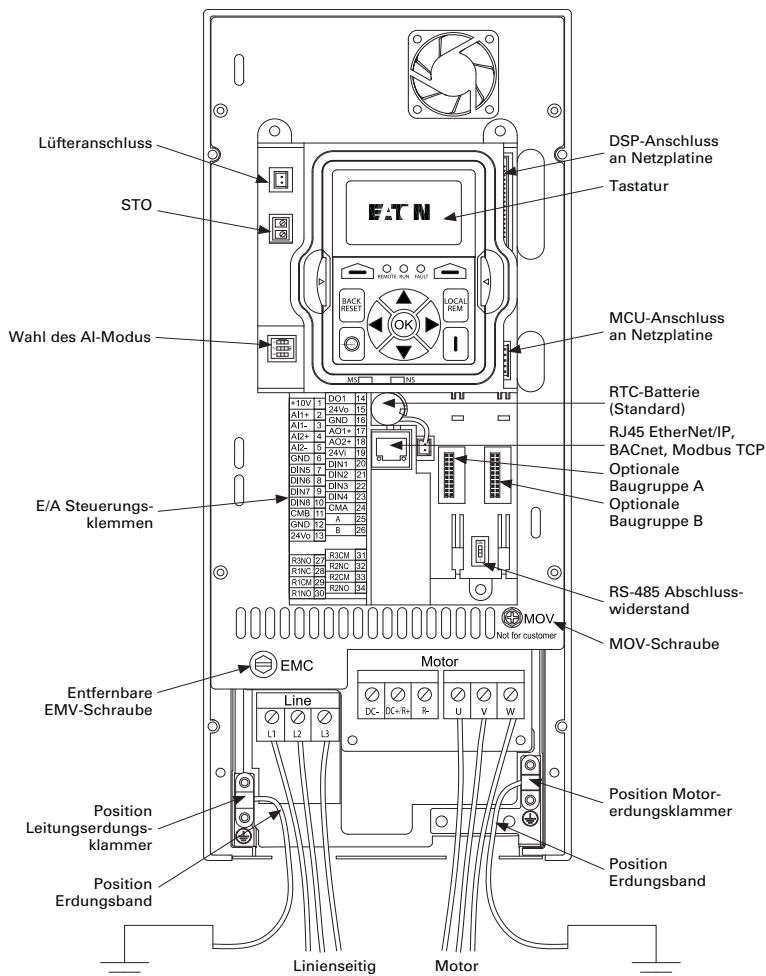 Lüfteranschluss
STO
Wahl des AI-Modus
E/A Steuerungs-
klemmen
Entfernbare
EMV-Schraube
Position
Leitungserdungs-
klammer
Position
Erdungsband
DSP-Anschluss
an Netzplatine
Tastatur
MCU-Anschluss
an Netzplatine
RTC-Batterie
(Standard)
RJ45 EtherNet/IP,
BACnet, Modbus TCP
Optionale
Baugruppe A
Optionale
Baugruppe B
RS-485 Abschluss-
widerstand
MOV-Schraube
Position Motor-
erdungsklammer
Position
Erdungsband
EATON
REMOTE RUN FAULT
BACK
RESET
LOCAL
REM
OK
MS NS
+10V 1
AI1+ 2
AI1- 3
AI2+ 4
AI2- 5
GND 6
DIN5 7
DIN6 8
DIN7 9
DIN8 10
CMB 11
GND 12
24Vo 13
DO1 14
24Vo 15
GND 16
AO1+ 17
AO2+ 18
24Vi 19
DIN1 20
DIN2 21
DIN3 22
DIN4 23
CMA 24
A 25
B 26
R3NO 27
R1NC 28
R1CM 29
R1NO 30
R3CM 31
R2NC 32
R2CM 33
R2NO 34
MOV
Not for customer
EMC
Line
L1 L2 L3
Motor
DC- DC+/R+ R- U V W
Linienseitig
Motor